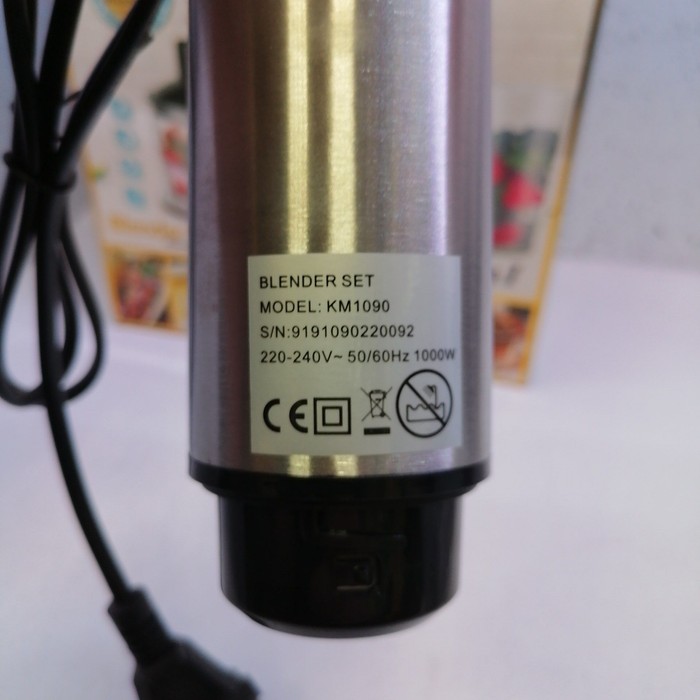 BLENDER SET
MODEL: KM1090
S/N:9191090220092
220-240V~ 50/60Hz 1000W
CE